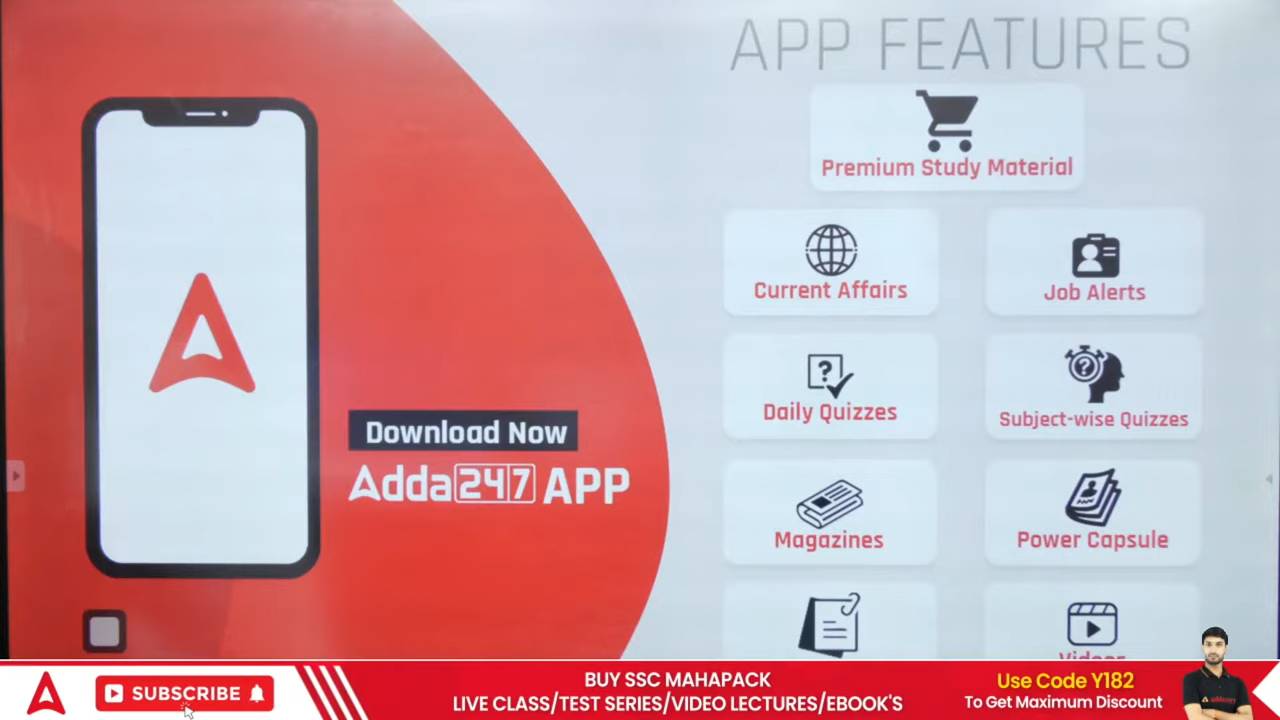 APP FEATURES
Premium Study Material
Current Affairs
Job Alerts
Daily Quizzes
Subject-wise Quizzes
Download Now
Adda247 APP
Magazines
Power Capsule
SUBSCRIBE
BUY SSC MAHAPACK
LIVE CLASS/TEST SERIES/VIDEO LECTURES/EBOOK'S
Use Code Y182
To Get Maximum Discount